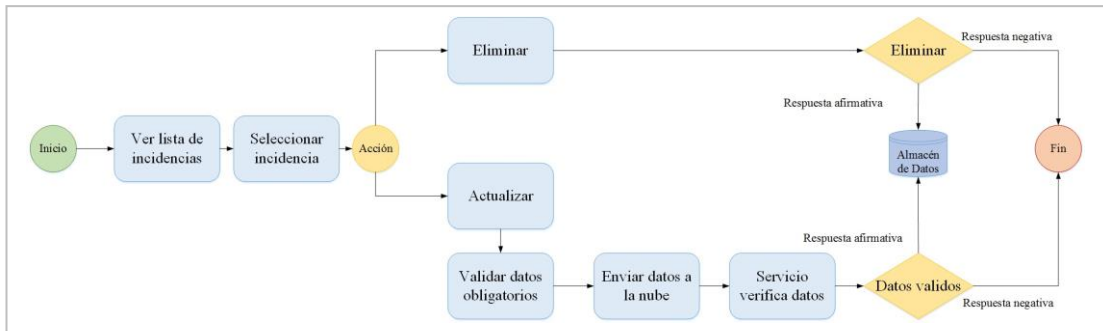 Inicio
Ver lista de
incidencias
Seleccionar
incidencia
Acción
Eliminar
Eliminar
Respuesta negativa
Respuesta afirmativa
Almacén
de Datos
Fin
Actualizar
Validar datos
obligatorios
Enviar datos a
la nube
Servicio
verifica datos
Respuesta afirmativa
Datos validos
Respuesta negativa